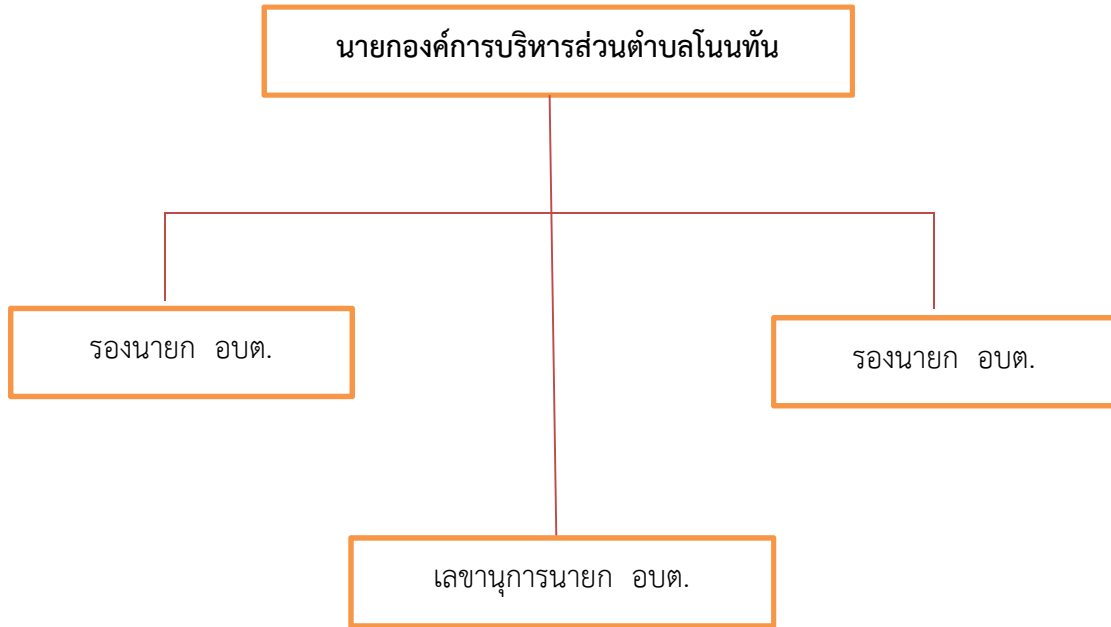 นายกองค์การบริหารส่วนตำบลโนนทัน
รองนายก อบต.
รองนายก อบต.
เลขานุการนายก อบต.